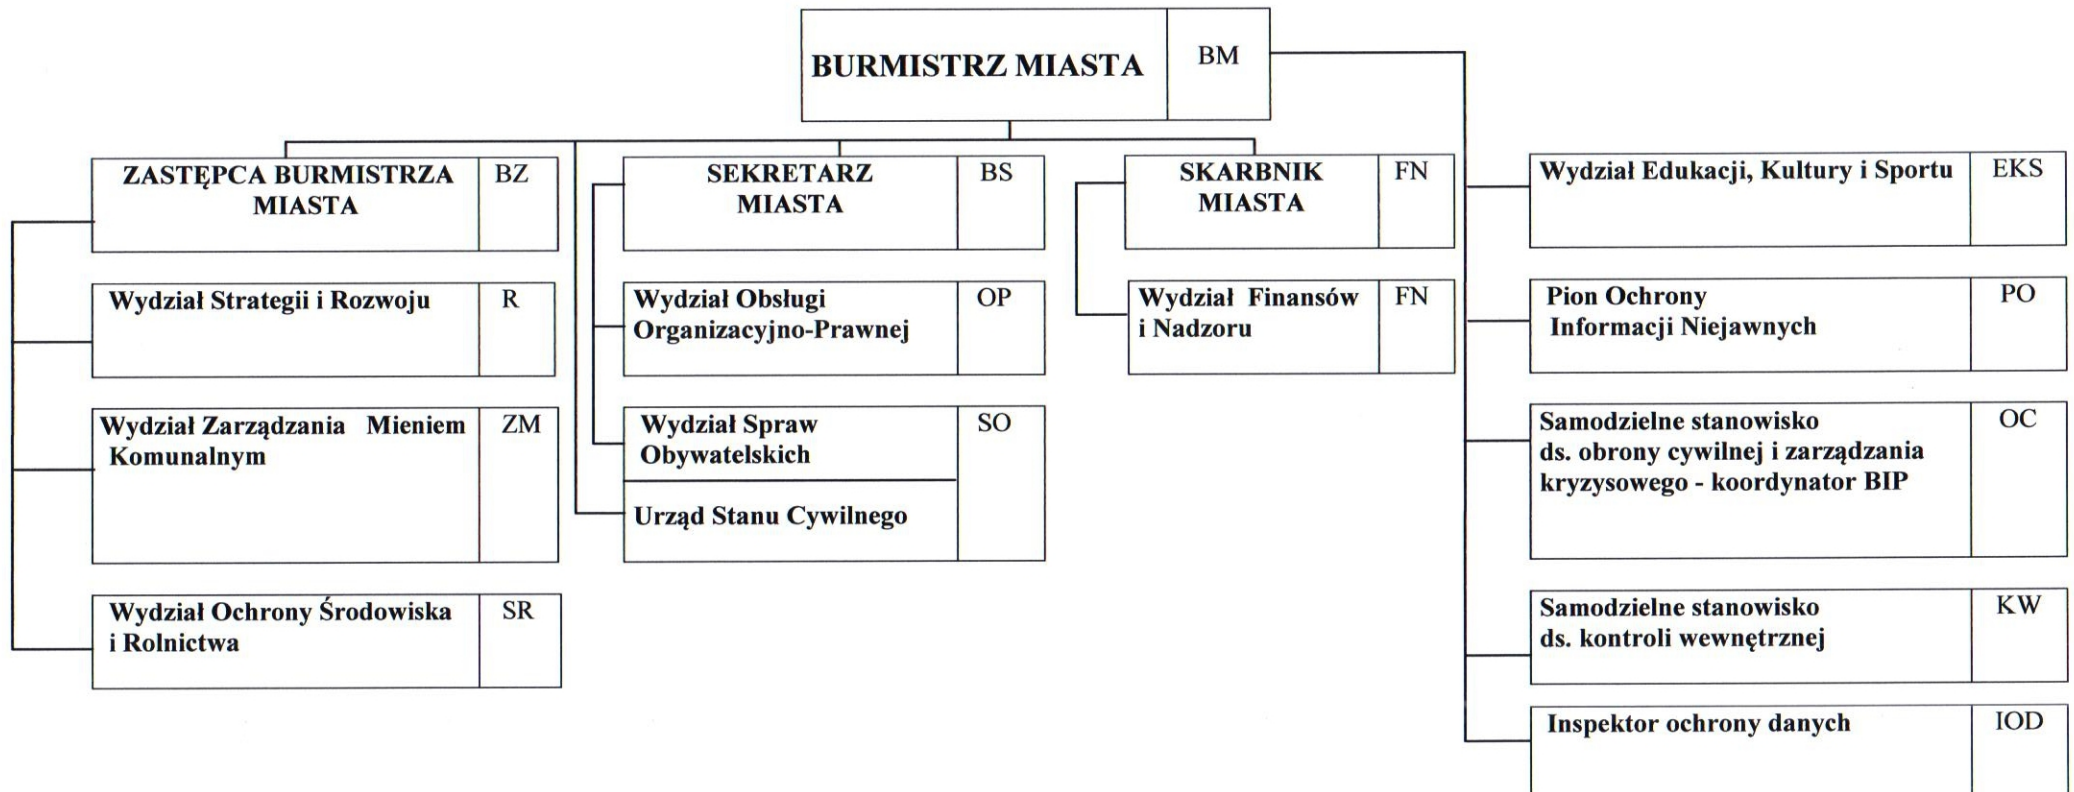 BURMISTRZ MIASTA
BM
ZASTĘPCA BURMISTRZA
MIASTA
BZ
Wydział Strategii i Rozwoju
R
Wydział Zarządzania Mieniem
Komunalnym
ZM
Wydział Ochrony Środowiska
i Rolnictwa
SR
SEKRETARZ
MIASTA
BS
Wydział Obsługi
Organizacyjno-Prawnej
OP
Wydział Spraw
Obywatelskich
SO
Urząd Stanu Cywilnego
SKARBNIK
MIASTA
FN
Wydział Finansów
i Nadzoru
FN
Wydział Edukacji, Kultury i Sportu
EKS
Pion Ochrony
Informacji Niejawnych
PO
Samodzielne stanowisko
ds. obrony cywilnej i zarządzania
kryzysowego - koordynator BIP
OC
Samodzielne stanowisko
ds. kontroli wewnętrznej
KW
Inspektor ochrony danych
IOD